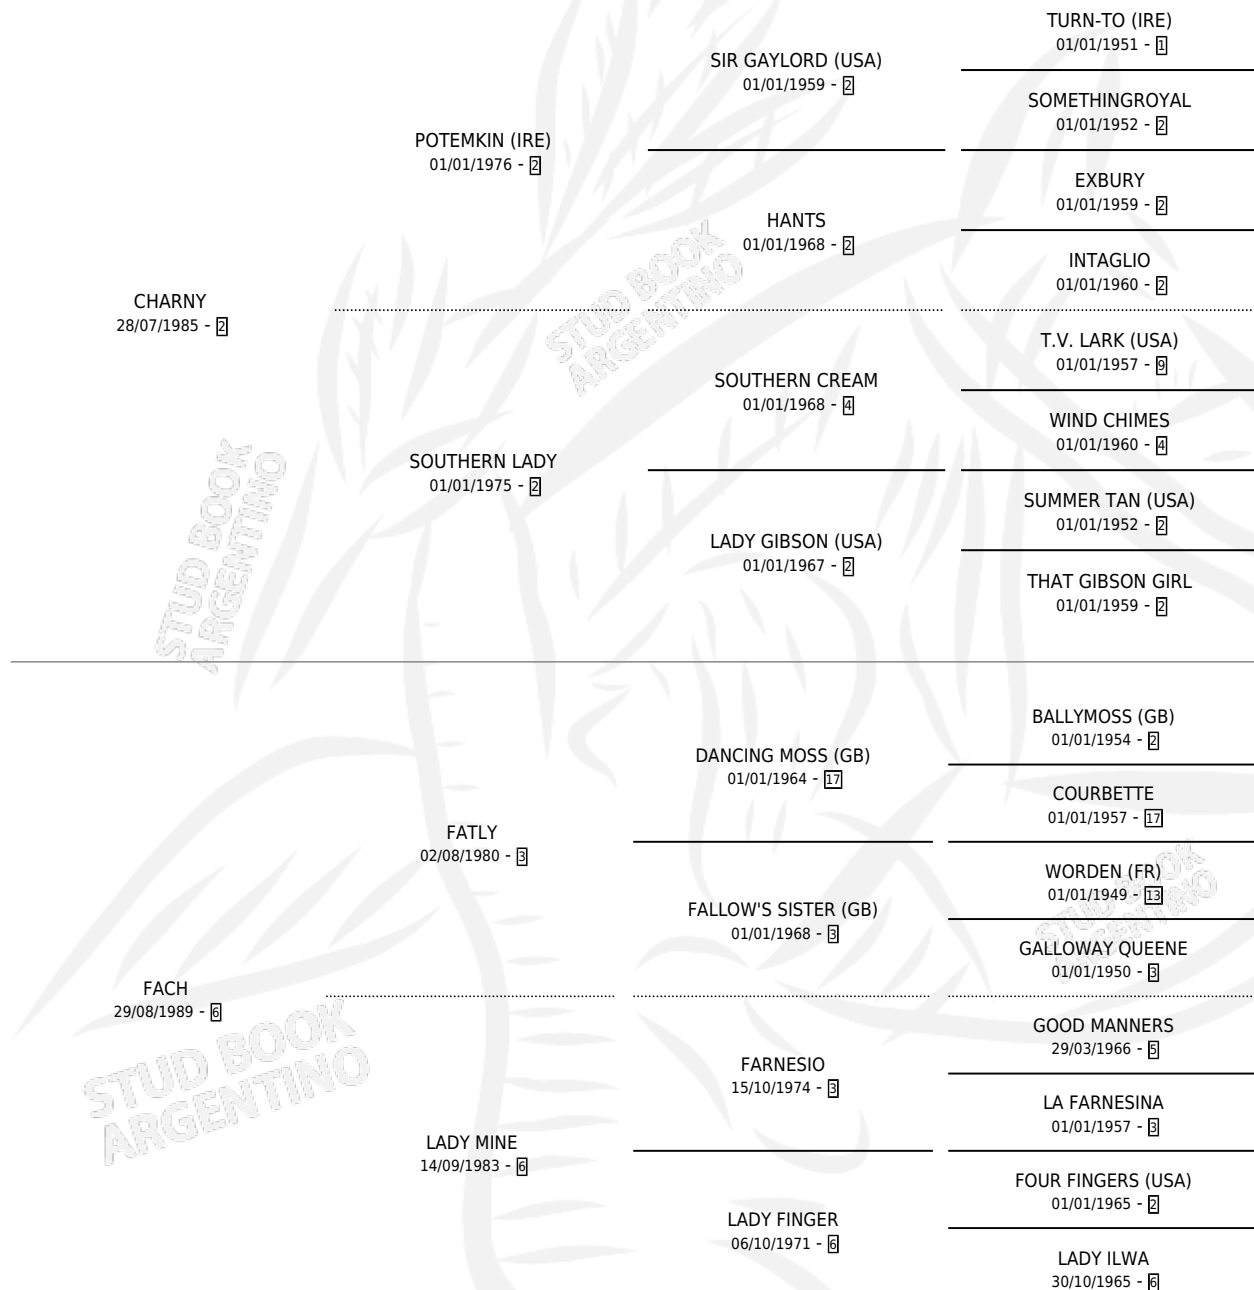 CHARNY
28/07/1985 - 2
POTEMKIN (IRE)
01/01/1976 - 2
SOUTHERN LADY
01/01/1975 - 2
SIR GAYLORD (USA)
01/01/1959 - 2
HANTS
01/01/1968 - 2
SOUTHERN CREAM
01/01/1968 - 4
LADY GIBSON (USA)
01/01/1967 - 2
TURN-TO (IRE)
01/01/1951 - 1
SOMETHINGROYAL
01/01/1952 - 2
EXBURY
01/01/1959 - 2
INTAGLIO
01/01/1960 - 2
T.V. LARK (USA)
01/01/1957 - 9
WIND CHIMES
01/01/1960 - 4
SUMMER TAN (USA)
01/01/1952 - 2
THAT GIBSON GIRL
01/01/1959 - 2
STUD BOOK
ARGENTINO
STUD BOOK
ARGENTINO
FACH
29/08/1989 - 6
FATLY
02/08/1980 - 3
LADY MINE
14/09/1983 - 6
DANCING MOSS (GB)
01/01/1964 - 17
FALLOW'S SISTER (GB)
01/01/1968 - 3
FARNESIO
15/10/1974 - 3
LADY FINGER
06/10/1971 - 6
BALLYMOSS (GB)
01/01/1954 - 2
COURBETTE
01/01/1957 - 17
WORDEN (FR)
01/01/1949 - 13
GALLOWAY QUEENE
01/01/1950 - 3
GOOD MANNERS
29/03/1966 - 5
LA FARNESINA
01/01/1957 - 3
FOUR FINGERS (USA)
01/01/1965 - 2
LADY ILWA
30/10/1965 - 6
STUD BOOK
ARGENTINO
STUD BOOK
ARGENTINO